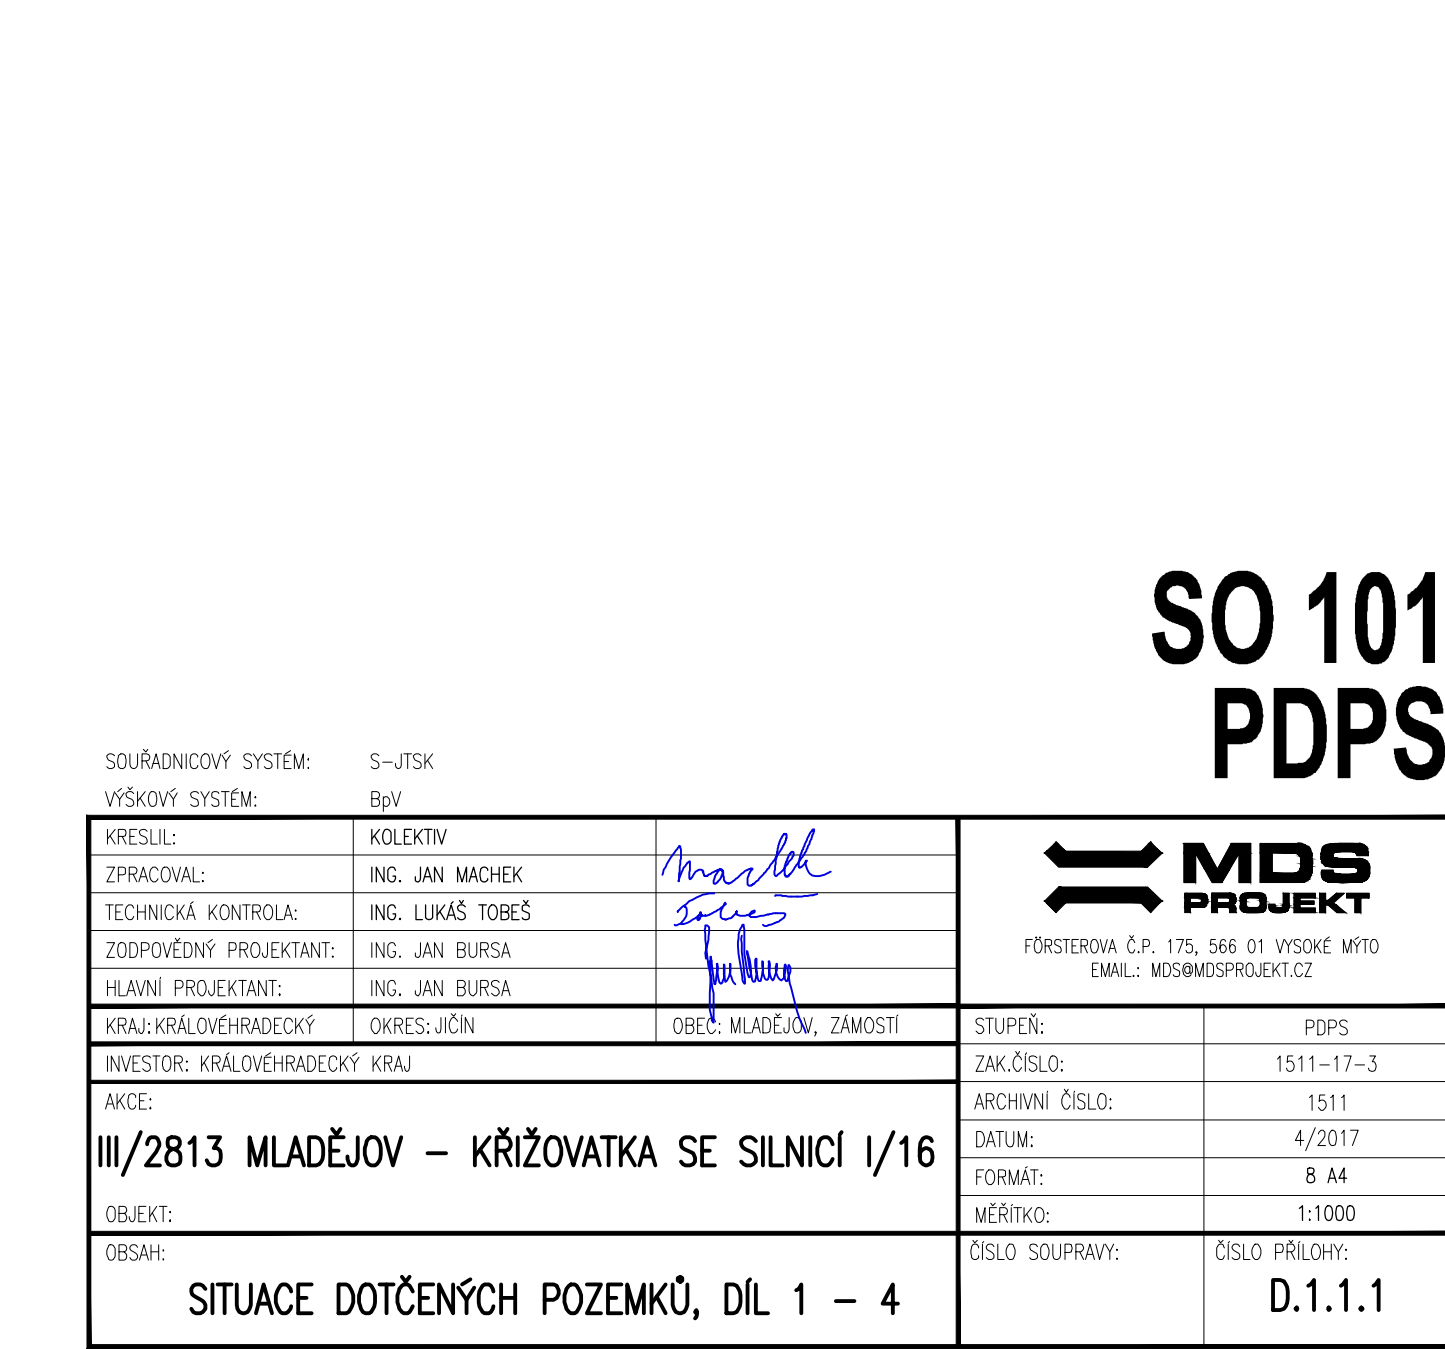 SO 101
PDPS
SOUŘADNICOVÝ SYSTÉM: S-JTSK
VÝŠKOVÝ SYSTÉM: BpV
KRESLIL: KOLEKTIV
ZPRACOVAL: ING. JAN MACHEK
Machek
TECHNICKÁ KONTROLA: ING. LUKÁŠ TOBEŠ
Tobeš
ZODPOVĚDNÝ PROJEKTANT: ING. JAN BURSA
HLAVNÍ PROJEKTANT: ING. JAN BURSA
MDS
PROJEKT
FÖRSTEROVA Č.P. 175, 566 01 VYSOKÉ MÝTO
EMAIL.: MDS@MDSPROJEKT.CZ
KRAJ: KRÁLOVÉHRADECKÝ OKRES: JIČÍN OBEC: MLADĚJOV, ZÁMOSTÍ
INVESTOR: KRÁLOVÉHRADECKÝ KRAJ
AKCE:
III/2813 MLADĚJOV – KŘIŽOVATKA SE SILNICÍ I/16
OBJEKT:
STUPEŇ: PDPS
ZAK.ČÍSLO: 1511-17-3
ARCHIVNÍ ČÍSLO: 1511
DATUM: 4/2017
FORMÁT: 8 A4
MĚŘÍTKO: 1:1000
OBSAH:
SITUACE DOTČENÝCH POZEMKŮ, DÍL 1 – 4
ČÍSLO SOUPRAVY:
ČÍSLO PŘÍLOHY:
D.1.1.1